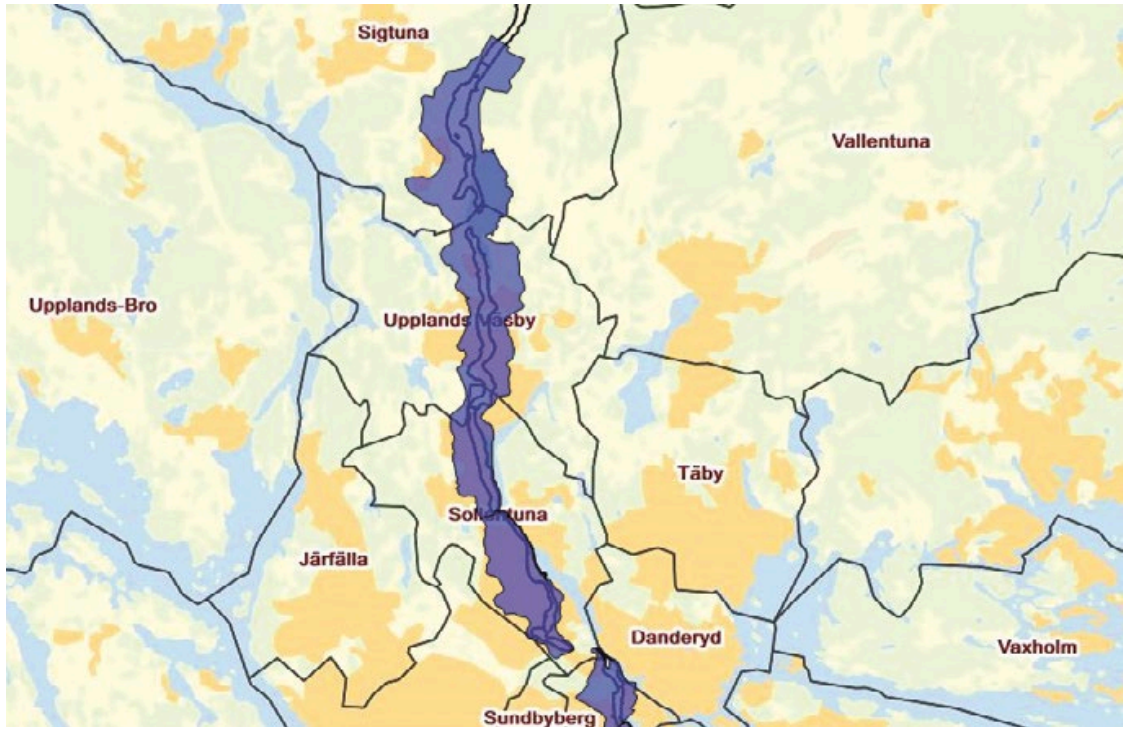 Sigtuna
Vallentuna
Upplands-Bro
Upplands Väsby
Täby
Sollentuna
Järfälla
Danderyd
Vaxholm
Sundbyberg